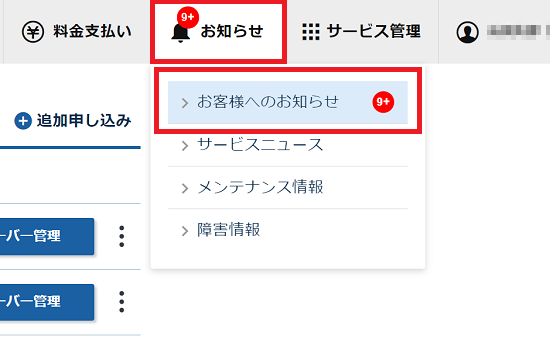 料金支払い
9+
お知らせ
サービス管理
お客様へのお知らせ 9+
追加申し込み
サービスニュース
メンテナンス情報
ーバー管理
障害情報
ーバー管理